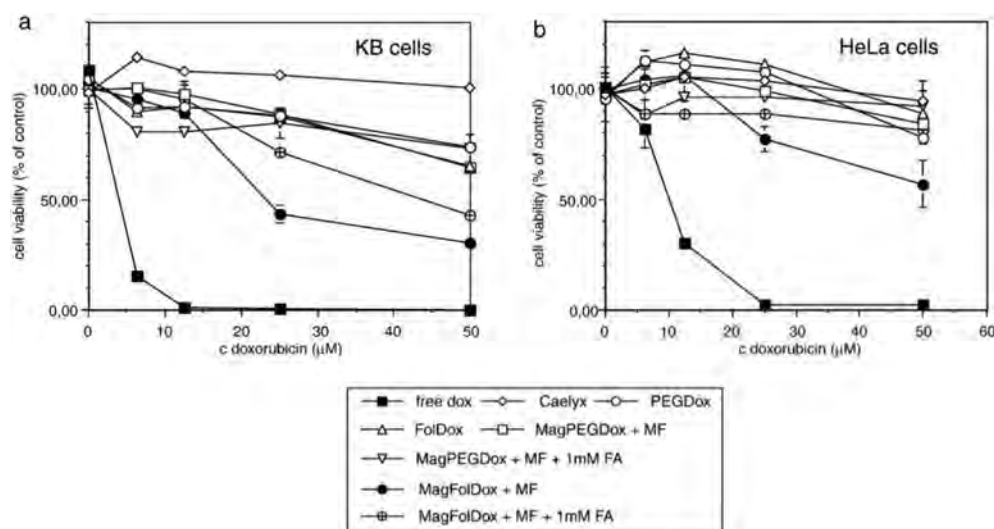 a
KB cells
cell viability (% of control)
100,00
50,00
0,00
0 10 20 30 40 50
c doxorubicin (µM)
b
HeLa cells
cell viability (% of control)
100,00
50,00
0,00
0 10 20 30 40 50 60
c doxorubicin (µM)
free dox Caelyx PEGDox
FolDox MagPEGDox + MF
MagPEGDox + MF + 1mM FA
MagFolDox + MF
MagFolDox + MF + 1mM FA